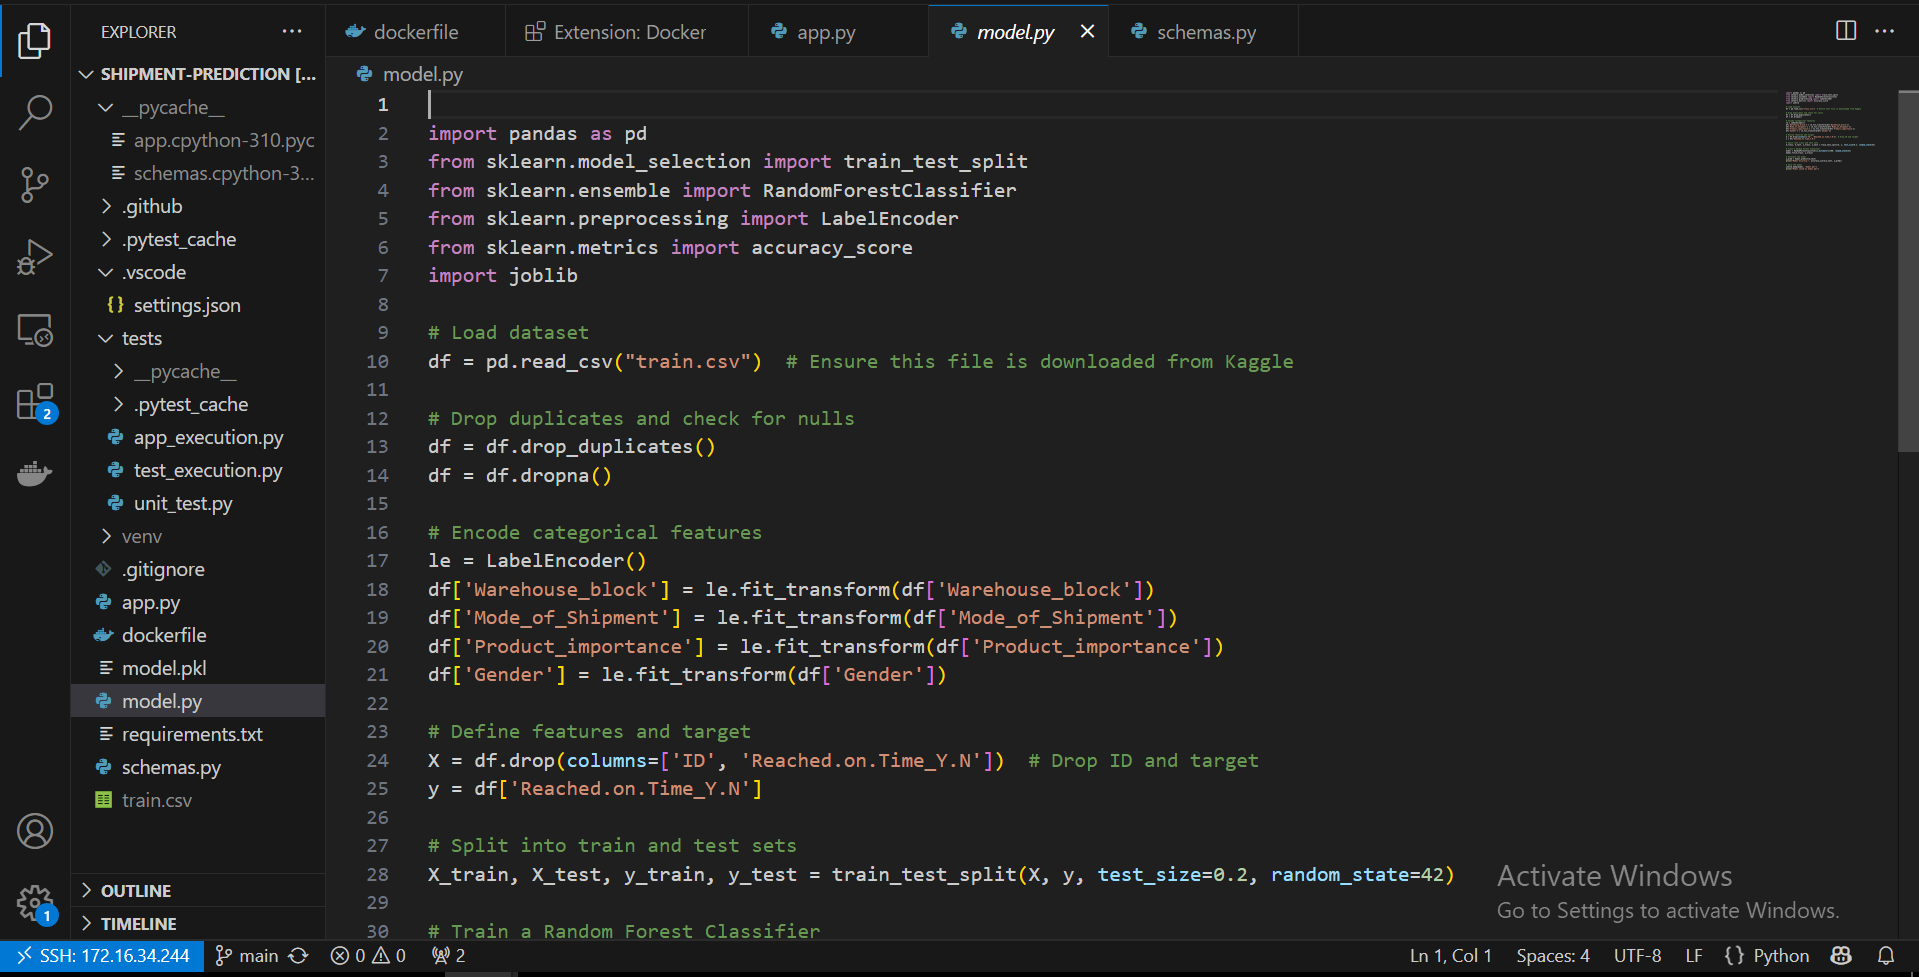 EXPLORER ···
SHIPMENT-PREDICTION [...
__pycache__
app.cpython-310.pyc
schemas.cpython-3...
.github
.pytest_cache
.vscode
{} settings.json
tests
__pycache__
.pytest_cache
app_execution.py
test_execution.py
unit_test.py
venv
.gitignore
app.py
dockerfile
model.pkl
model.py
requirements.txt
schemas.py
train.csv
OUTLINE
TIMELINE
2
1
dockerfile Extension: Docker app.py model.py schemas.py ···
model.py
1
2 import pandas as pd
3 from sklearn.model_selection import train_test_split
4 from sklearn.ensemble import RandomForestClassifier
5 from sklearn.preprocessing import LabelEncoder
6 from sklearn.metrics import accuracy_score
7 import joblib
8
9 # Load dataset
10 df = pd.read_csv("train.csv")  # Ensure this file is downloaded from Kaggle
11
12 # Drop duplicates and check for nulls
13 df = df.drop_duplicates()
14 df = df.dropna()
15
16 # Encode categorical features
17 le = LabelEncoder()
18 df['Warehouse_block'] = le.fit_transform(df['Warehouse_block'])
19 df['Mode_of_Shipment'] = le.fit_transform(df['Mode_of_Shipment'])
20 df['Product_importance'] = le.fit_transform(df['Product_importance'])
21 df['Gender'] = le.fit_transform(df['Gender'])
22
23 # Define features and target
24 X = df.drop(columns=['ID', 'Reached.on.Time_Y.N'])  # Drop ID and target
25 y = df['Reached.on.Time_Y.N']
26
27 # Split into train and test sets
28 X_train, X_test, y_train, y_test = train_test_split(X, y, test_size=0.2, random_state=42)
29
30 # Train a Random Forest Classifier
Activate Windows
Go to Settings to activate Windows.
SSH: 172.16.34.244 main 0 0 2 Ln 1, Col 1 Spaces: 4 UTF-8 LF {} Python